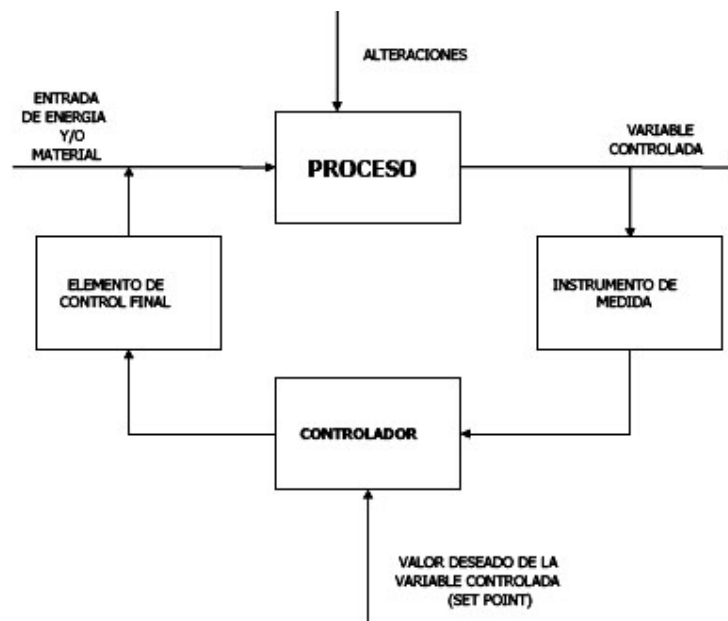 ALTERACIONES
ENTRADA
DE ENERGIA
Y/O
MATERIAL
PROCESO
VARIABLE
CONTROLADA
ELEMENTO DE
CONTROL FINAL
INSTRUMENTO DE
MEDIDA
CONTROLADOR
VALOR DESEADO DE LA
VARIABLE CONTROLADA
(SET POINT)